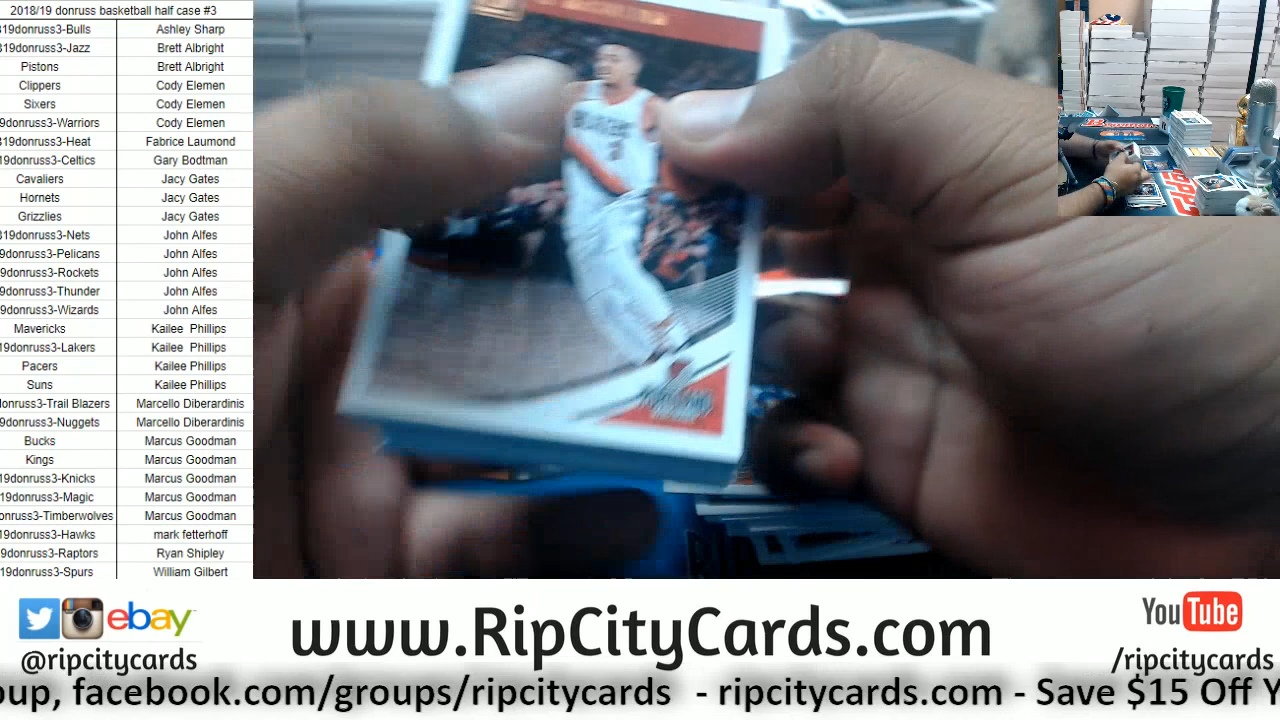 2018/19 donruss basketball half case #3
819donruss3-Bulls Ashley Sharp
19donruss3-Jazz Brett Albright
Pistons Brett Albright
Clippers Cody Elemen
Sixers Cody Elemen
9donruss3-Warriors Cody Elemen
819donruss3-Heat Fabrice Laumond
19donruss3-Celtics Gary Bodtman
Cavaliers Jacy Gates
Hornets Jacy Gates
Grizzlies Jacy Gates
819donruss3-Nets John Alfes
9donruss3-Pelicans John Alfes
9donruss3-Rockets John Alfes
9donruss3-Thunder John Alfes
9donruss3-Wizards John Alfes
Mavericks Kailee Phillips
19donruss3-Lakers Kailee Phillips
Pacers Kailee Phillips
Suns Kailee Phillips
onruss3-Trail Blazers Marcello Diberardinis
9donruss3-Nuggets Marcello Diberardinis
Bucks Marcus Goodman
Kings Marcus Goodman
19donruss3-Knicks Marcus Goodman
19donruss3-Magic Marcus Goodman
onruss3-Timberwolves Marcus Goodman
19donruss3-Hawks mark fetterhoff
9donruss3-Raptors Ryan Shipley
19donruss3-Spurs William Gilbert
ebay
@ripcitycards
www.RipCityCards.com
YouTube
/ripcitycards
oup, facebook.com/groups/ripcitycards - ripcitycards.com - Save $15 Off Y